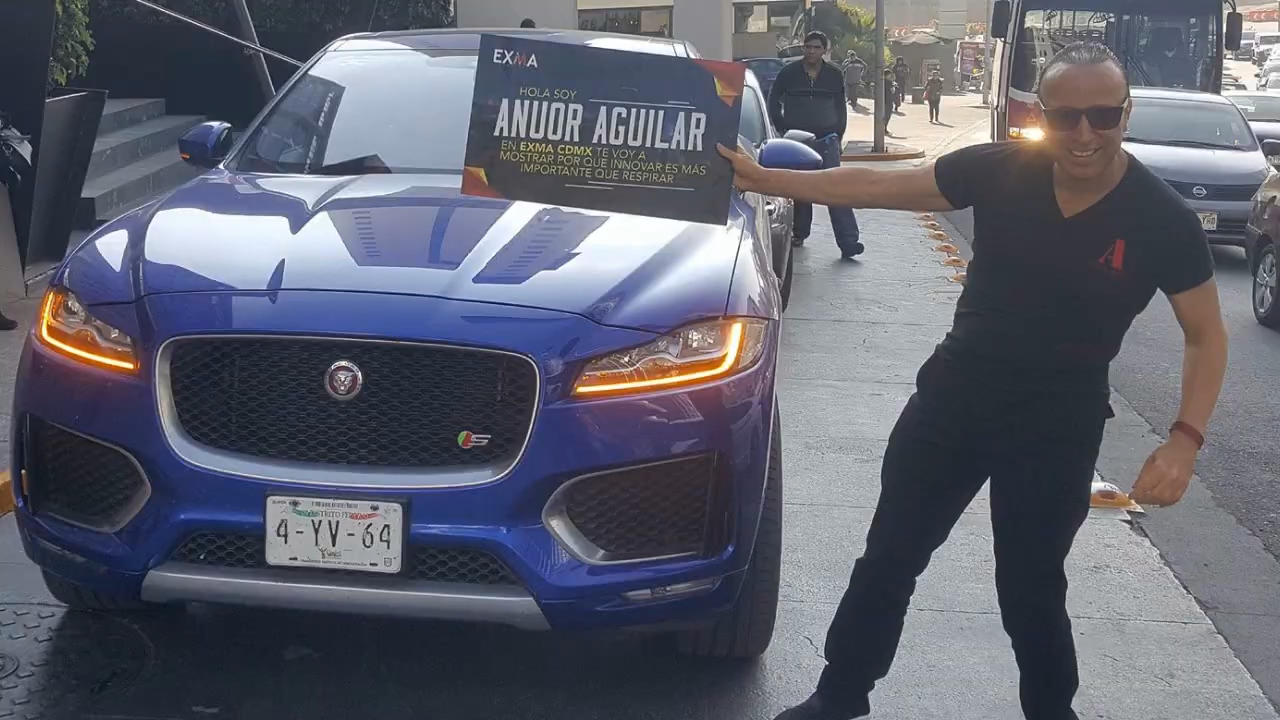 EXMA
HOLA SOY
ANUOR AGUILAR
EN EXMA CDMX TE VOY A
MOSTRAR POR QUE INNOVAR ES MÁS
IMPORTANTE QUE RESPIRAR
A
S
4-YV-64